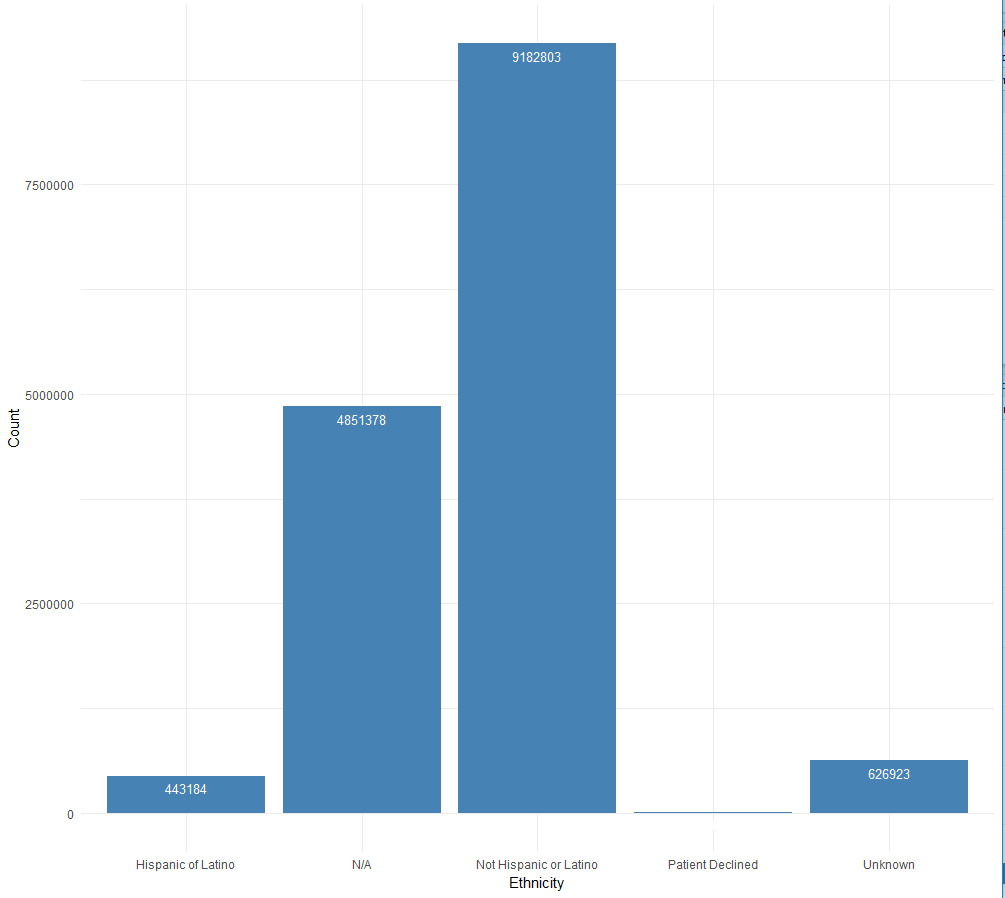 9182803
7500000
5000000
4851378
Count
2500000
626923
443184
0
Hispanic of Latino
N/A
Not Hispanic or Latino
Patient Declined
Unknown
Ethnicity